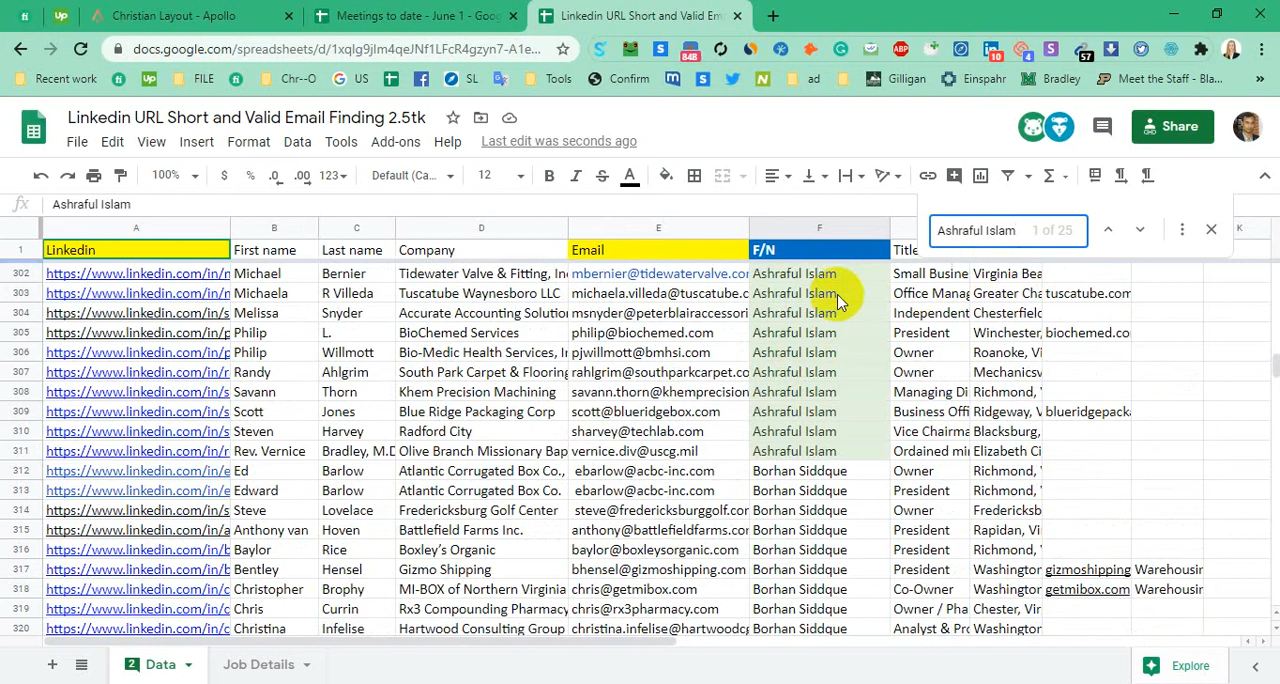 Christian Layout - Apollo
Meetings to date - June 1 - Goo
Linkedin URL Short and Valid Em
docs.google.com/spreadsheets/d/1xqlg9jlm4qeJNf1LFcR4gzyn7-A1e...
Recent work
FILE
Chr--O
US
SL
Tools
Confirm
ad
Gilligan
Einspahr
Bradley
Meet the Staff - Bla...
Linkedin URL Short and Valid Email Finding 2.5tk
File Edit View Insert Format Data Tools Add-ons Help Last edit was seconds ago
Share
100% $ % .0 .00 123 Default (Ca... 12 B I S A
fx Ashraful Islam
Ashraful Islam 1 of 25
A B C D E F K
1 Linkedin First name Last name Company Email F/N Title
302 https://www.linkedin.com/in/n Michael Bernier Tidewater Valve & Fitting, Inc mbernier@tidewatervalve.co Ashraful Islam Small Busine Virginia Bea
303 https://www.linkedin.com/in/n Michaela R Villeda Tuscatube Waynesboro LLC michaela.villeda@tuscatube.c Ashraful Islam Office Manag Greater Cha tuscatube.com
304 https://www.linkedin.com/in/n Melissa Snyder Accurate Accounting Solution msnyder@peterblairaccessori Ashraful Islam Independent Chesterfield
305 https://www.linkedin.com/in/p Philip L. BioChemed Services philip@biochemed.com Ashraful Islam President Winchester, biochemed.co
306 https://www.linkedin.com/in/p Philip Willmott Bio-Medic Health Services, In pjwillmott@bmhsi.com Ashraful Islam Owner Roanoke, Vi
307 https://www.linkedin.com/in/r Randy Ahlgrim South Park Carpet & Flooring rahlgrim@southparkcarpet.co Ashraful Islam Owner Mechanicsv
308 https://www.linkedin.com/in/s Savann Thorn Khem Precision Machining savann.thorn@khemprecision Ashraful Islam Managing Di Richmond, V
309 https://www.linkedin.com/in/s Scott Jones Blue Ridge Packaging Corp scott@blueridgebox.com Ashraful Islam Business Offi Ridgeway, V blueridgepack
310 https://www.linkedin.com/in/s Steven Harvey Radford City sharvey@techlab.com Ashraful Islam Vice Chairma Blacksburg,
311 https://www.linkedin.com/in/r Rev. Vernice Bradley, M.D Olive Branch Missionary Bap vernice.div@uscg.mil Ashraful Islam Ordained min Elizabeth Ci
312 https://www.linkedin.com/in/e Ed Barlow Atlantic Corrugated Box Co., ebarlow@acbc-inc.com Borhan Siddque Owner Richmond, V
313 https://www.linkedin.com/in/e Edward Barlow Atlantic Corrugated Box Co. ebarlow@acbc-inc.com Borhan Siddque President Richmond, V
314 https://www.linkedin.com/in/s Steve Lovelace Fredericksburg Golf Center steve@fredericksburggolf.com Borhan Siddque Owner Fredericksb
315 https://www.linkedin.com/in/a Anthony van Hoven Battlefield Farms Inc. anthony@battlefieldfarms.com Borhan Siddque President Rapidan, Vi
316 https://www.linkedin.com/in/b Baylor Rice Boxley's Organic baylor@boxleysorganic.com Borhan Siddque President Richmond, V
317 https://www.linkedin.com/in/b Bentley Hensel Gizmo Shipping bhensel@gizmoshipping.com Borhan Siddque President Washington gizmoshipping Warehousin
318 https://www.linkedin.com/in/c Christopher Brophy MI-BOX of Northern Virginia chris@getmibox.com Borhan Siddque Co-Owner Washington getmibox.com Warehousin
319 https://www.linkedin.com/in/c Chris Currin Rx3 Compounding Pharmacy chris@rx3pharmacy.com Borhan Siddque Owner / Pha Chester, Vir
320 https://www.linkedin.com/in/c Christina Infelise Hartwood Consulting Group christina.infelise@hartwoodcg Borhan Siddque Analyst & Pr Washington
2 Data
Job Details
Explore